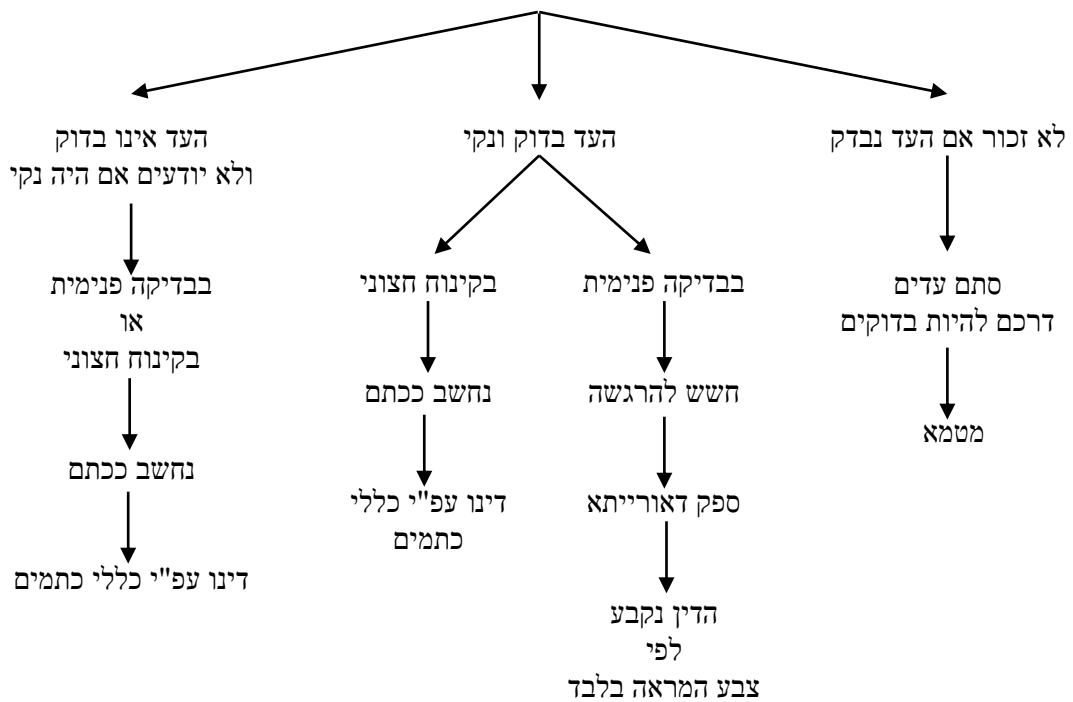 לא זכור אם העד נבדק
סתם עדים
דרכם להיות בדוקים
מטמא
העד בדוק ונקי
בבדיקה פנימית
חשש להרגשה
ספק דאורייתא
הדין נקבע
לפי
צבע המראה בלבד
בקינוח חצוני
נחשב ככתם
דינו עפ"י כללי
כתמים
העד אינו בדוק
ולא יודעים אם היה נקי
בבדיקה פנימית
או
בקינוח חצוני
נחשב ככתם
דינו עפ"י כללי כתמים